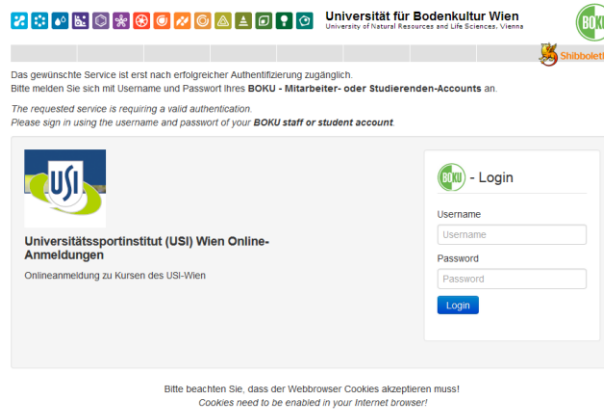 Universität für Bodenkultur Wien
University of Natural Resources and Life Sciences, Vienna
BOKU
Shibboleth
Das gewünschte Service ist erst nach erfolgreicher Authentifizierung zugänglich.
Bitte melden Sie sich mit Username und Passwort Ihres BOKU - Mitarbeiter- oder Studierenden-Accounts an.
The requested service is requiring a valid authentication.
Please sign in using the username and passwort of your BOKU staff or student account.
USI
Universitätssportinstitut (USI) Wien Online-
Anmeldungen
Onlineanmeldung zu Kursen des USI-Wien
BOKU - Login
Username
Username
Password
Password
Login
Bitte beachten Sie, dass der Webbrowser Cookies akzeptieren muss!
Cookies need to be enabled in your Internet browser!